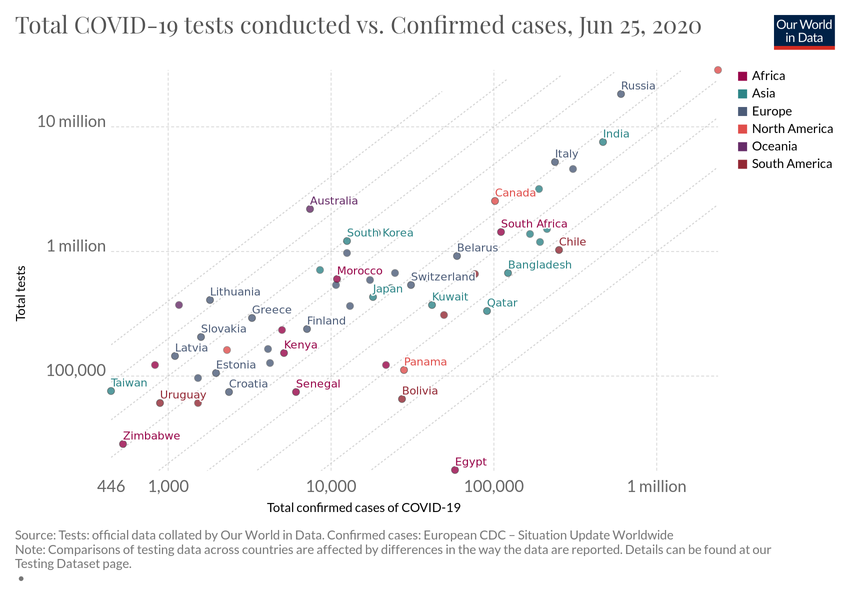 Total COVID-19 tests conducted vs. Confirmed cases, Jun 25, 2020
Our World
in Data
Africa
Asia
Europe
North America
Oceania
South America
Russia
10 million
India
Italy
Canada
Australia
South Africa
South Korea
Chile
1 million
Belarus
Bangladesh
Morocco
Switzerland
Japan
Lithuania
Kuwait
Qatar
Greece
Finland
Slovakia
Kenya
Latvia
Panama
Estonia
100,000
Taiwan
Croatia
Senegal
Bolivia
Uruguay
Zimbabwe
Egypt
Total tests
446
1,000
10,000
100,000
1 million
Total confirmed cases of COVID-19
Source: Tests: official data collated by Our World in Data. Confirmed cases: European CDC – Situation Update Worldwide
Note: Comparisons of testing data across countries are affected by differences in the way the data are reported. Details can be found at our
Testing Dataset page.